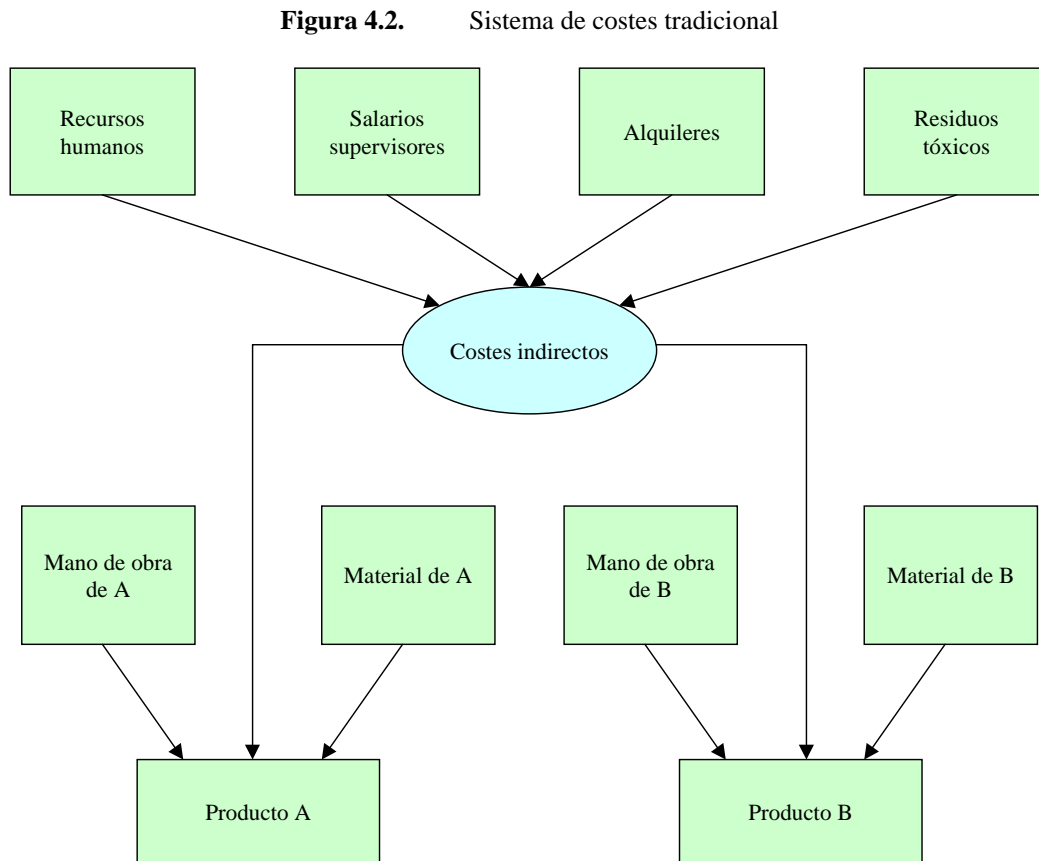 Figura 4.2. Sistema de costes tradicional
Recursos
humanos
Salarios
supervisores
Alquileres
Residuos
tóxicos
Costes indirectos
Mano de obra
de A
Material de A
Mano de obra
de B
Material de B
Producto A
Producto B